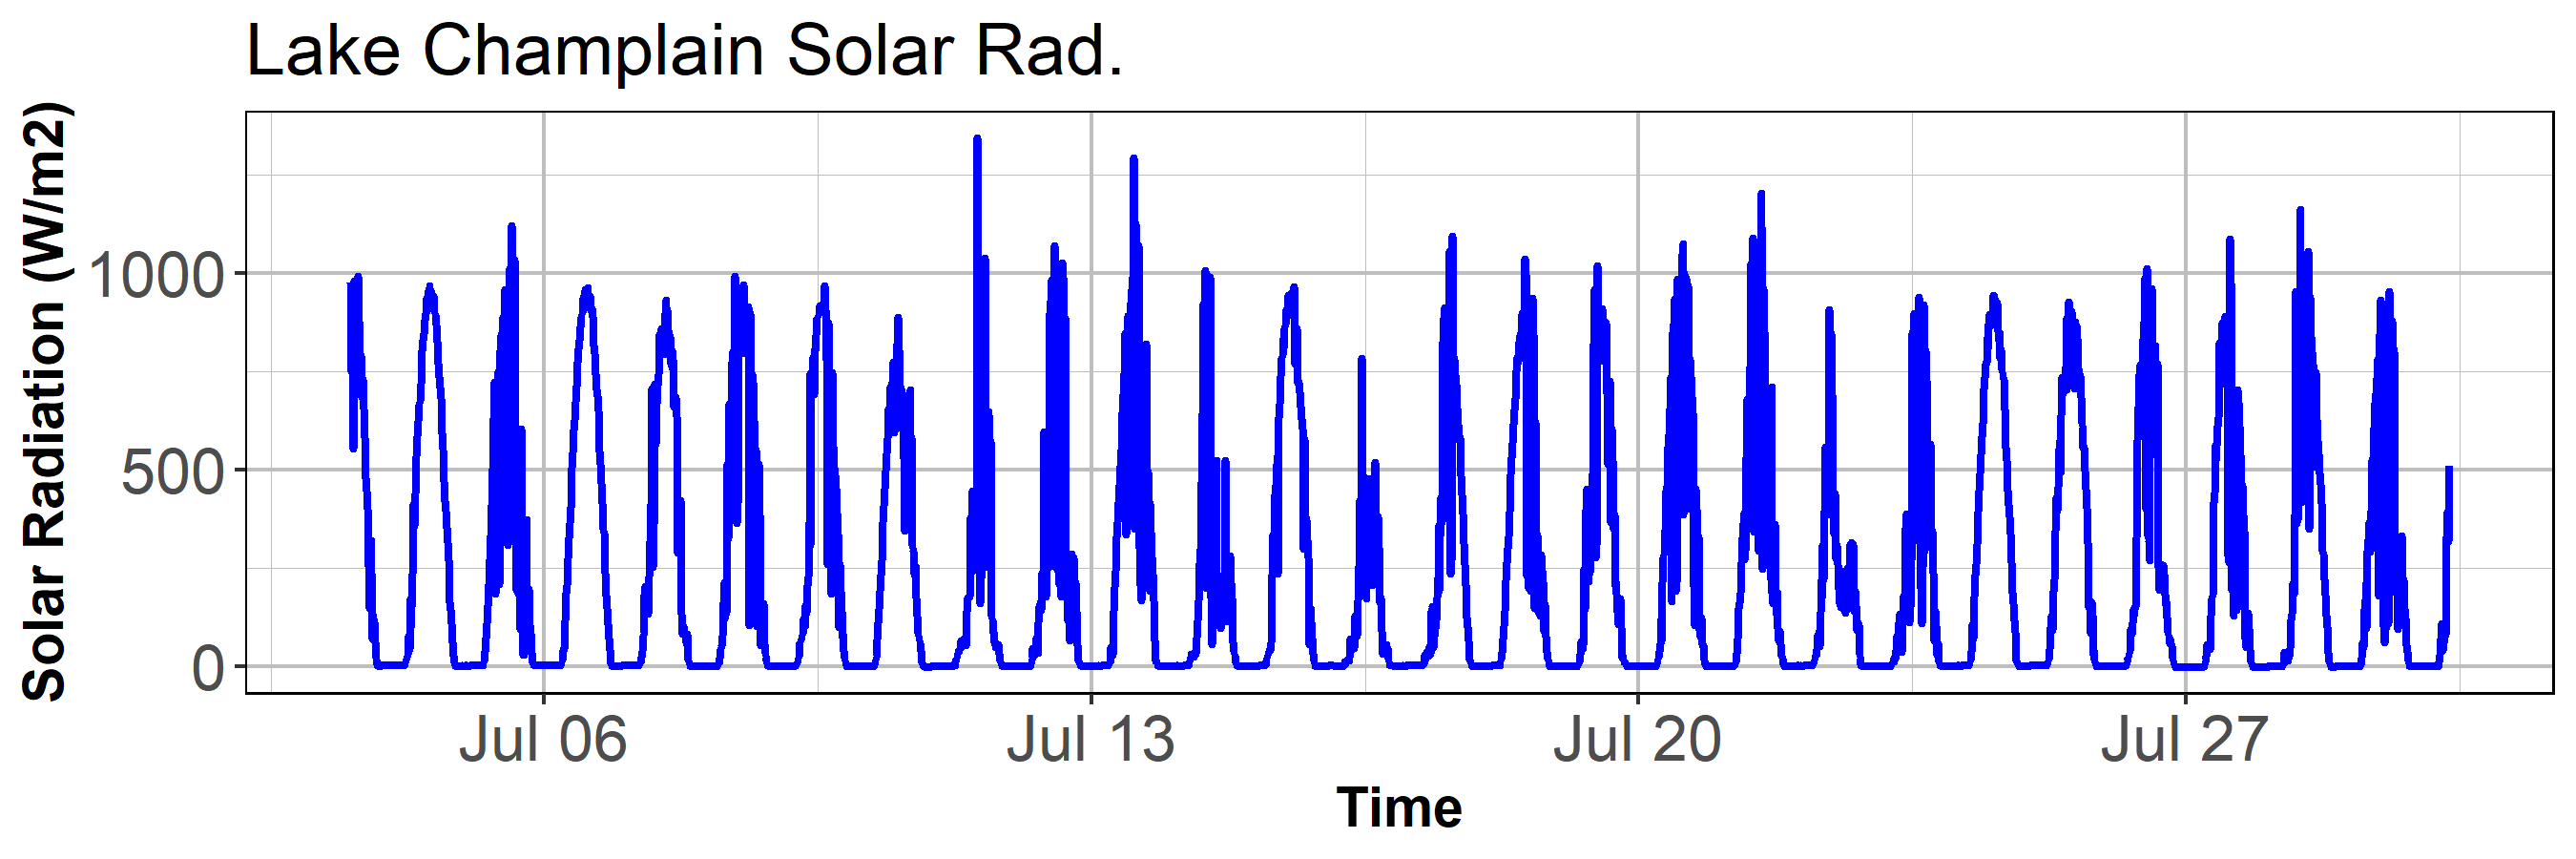 Lake Champlain Solar Rad.
Solar Radiation (W/m2)
1000
500
0
Jul 06 Jul 13 Jul 20 Jul 27
Time